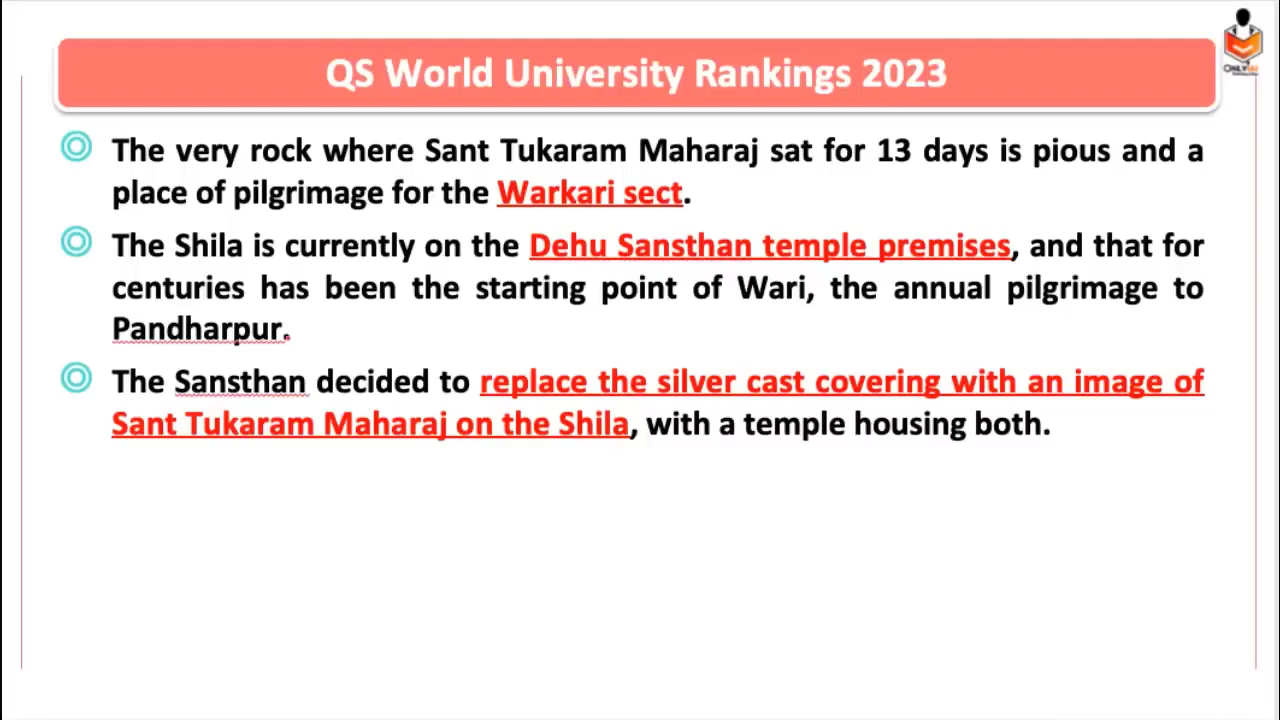 QS World University Rankings 2023
The very rock where Sant Tukaram Maharaj sat for 13 days is pious and a
place of pilgrimage for the Warkari sect.
The Shila is currently on the Dehu Sansthan temple premises, and that for
centuries has been the starting point of Wari, the annual pilgrimage to
Pandharpur.
The Sansthan decided to replace the silver cast covering with an image of
Sant Tukaram Maharaj on the Shila, with a temple housing both.